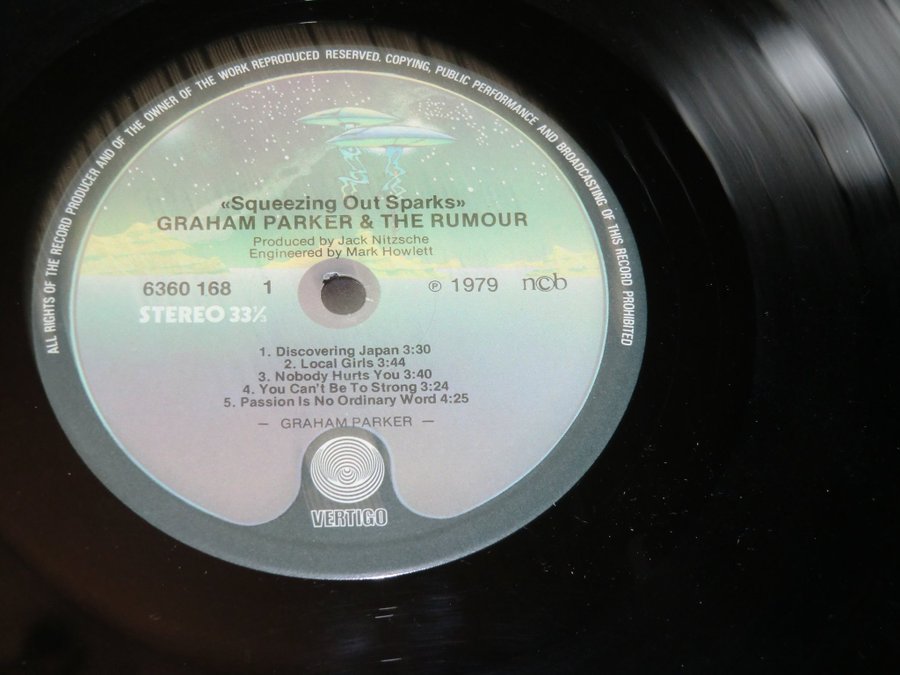 ALL RIGHTS OF THE RECORD PRODUCER AND OF THE OWNER OF THE WORK REPRODUCED RESERVED. COPYING, PUBLIC PERFORMANCE AND BROADCASTING OF THIS RECORD PROHIBITED
«Squeezing Out Sparks»
GRAHAM PARKER & THE RUMOUR
Produced by Jack Nitzsche
Engineered by Mark Howlett
6360 168 1 ℗ 1979 ncb
STEREO 33⅓
1. Discovering Japan 3:30
2. Local Girls 3:44
3. Nobody Hurts You 3:40
4. You Can't Be To Strong 3:24
5. Passion Is No Ordinary Word 4:25
— GRAHAM PARKER —
VERTIGO